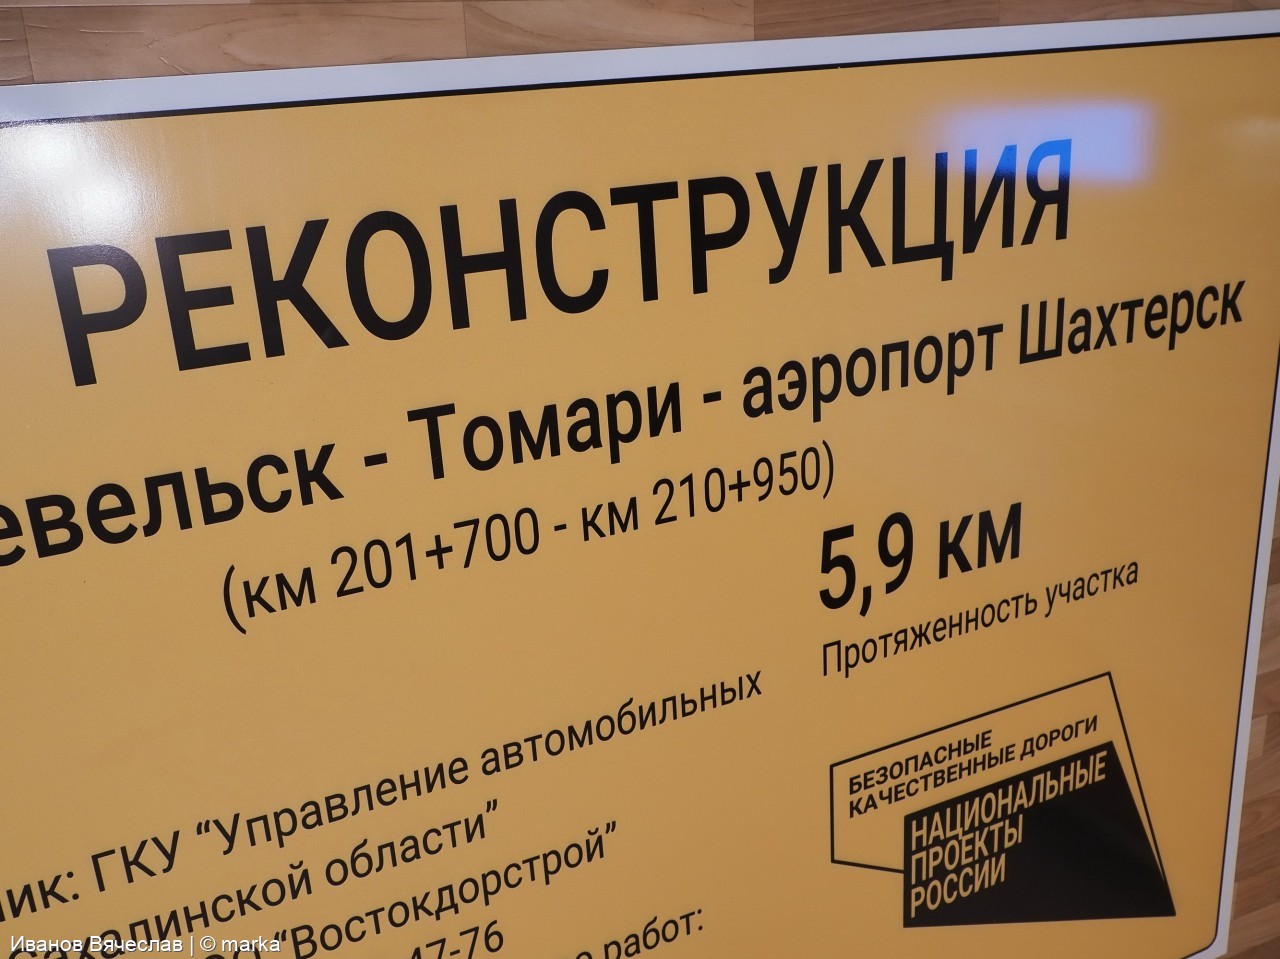 РЕКОНСТРУКЦИЯ
евельск - Томари - аэропорт Шахтерск
(км 201+700 - км 210+950)
5,9 км
Протяженность участка
БЕЗОПАСНЫЕ
КАЧЕСТВЕННЫЕ ДОРОГИ
НАЦИОНАЛЬНЫЕ
ПРОЕКТЫ
РОССИИ
ик: ГКУ “Управление автомобильных
сахалинской области”
“Востокдорстрой”
47-76
работ:
Иванов Вячеслав | © marka